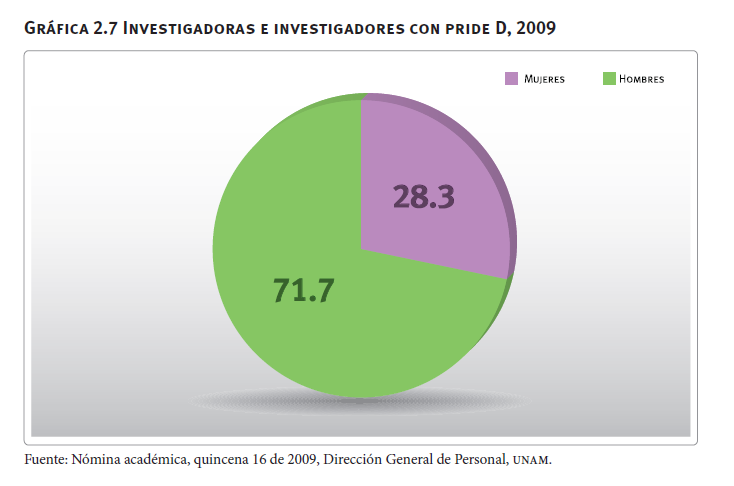 Gráfica 2.7 Investigadoras e investigadores con pride D, 2009
Mujeres Hombres
28.3
71.7
Fuente: Nómina académica, quincena 16 de 2009, Dirección General de Personal, UNAM.